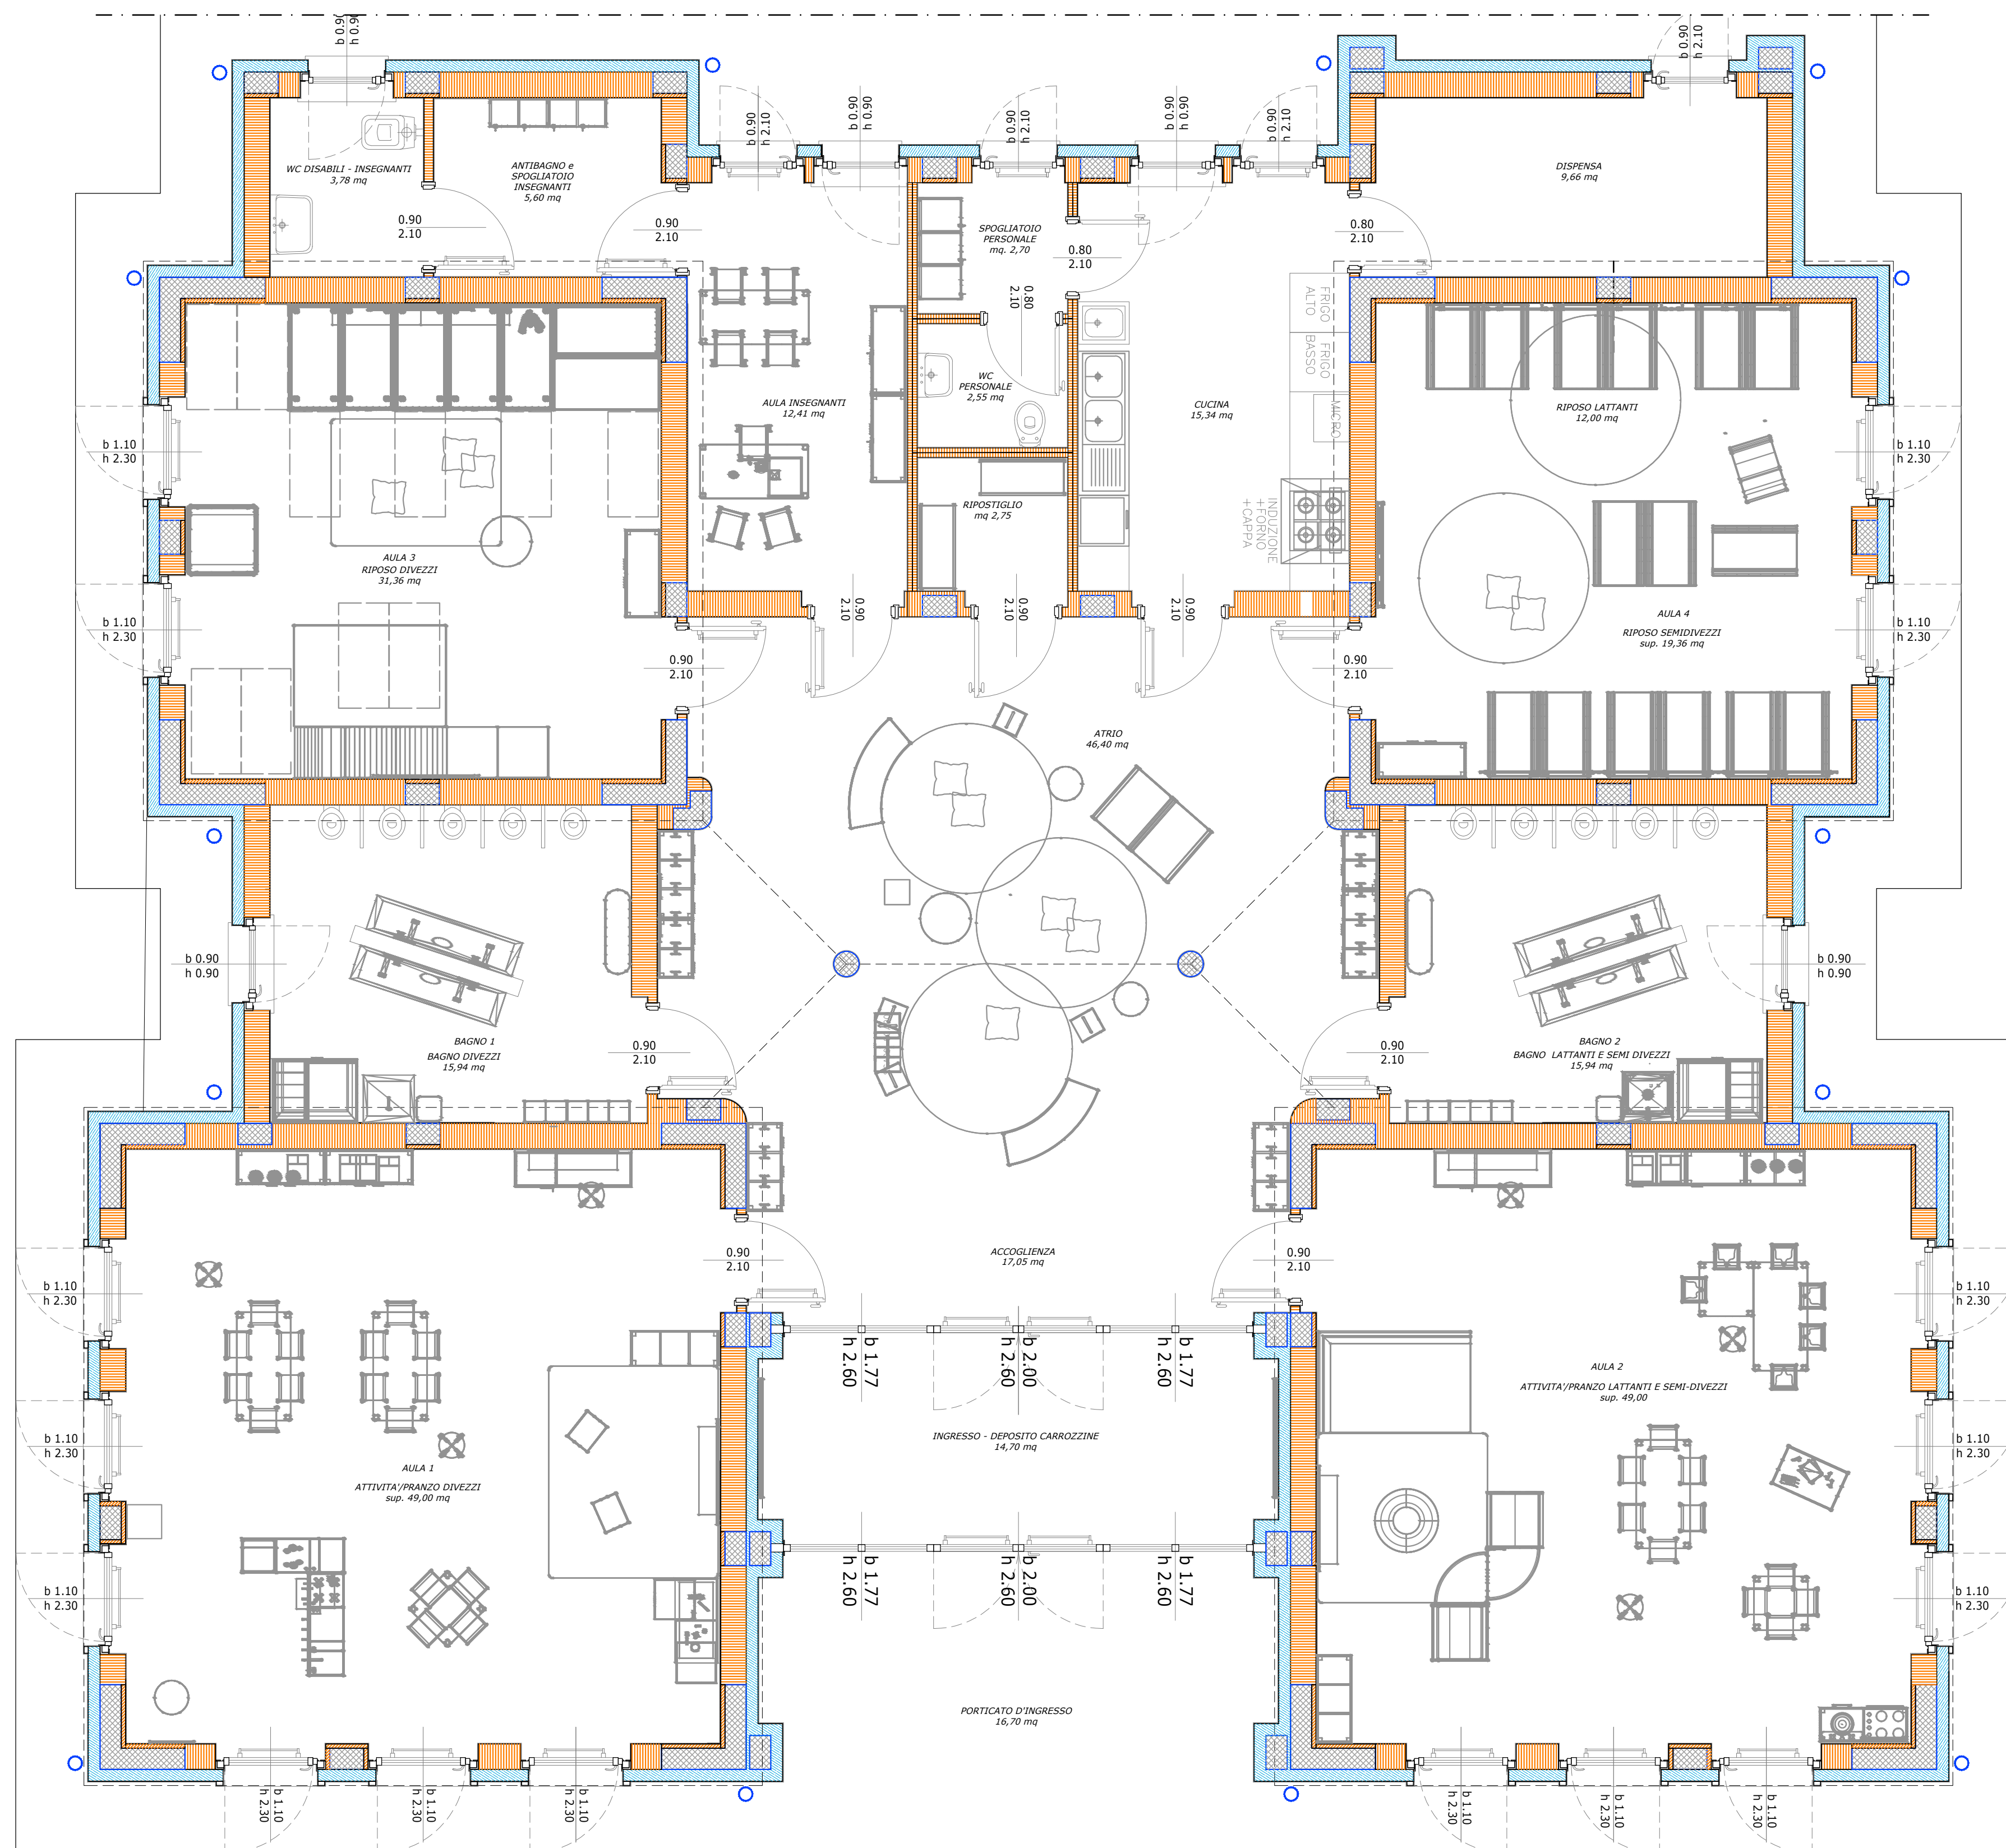 b 0.90
h 0.90
b 0.90
h 2.10
b 0.90
h 2.10
b 0.90
h 0.90
b 0.90
h 2.10
b 0.90
h 0.90
b 0.90
h 2.10
WC DISABILI - INSEGNANTI
3,78 mq
ANTIBAGNO e
SPOGLIATOIO
INSEGNANTI
5,60 mq
DISPENSA
9,66 mq
0.90
2.10
0.90
2.10
SPOGLIATOIO
PERSONALE
mq. 2,70
0.80
2.10
0.80
2.10
0.80
2.10
FRIGO
ALTO
FRIGO
BASSO
MICRO
INDUZIONE
+FORNO
+CAPPA
AULA INSEGNANTI
12,41 mq
WC
PERSONALE
2,55 mq
CUCINA
15,34 mq
RIPOSO LATTANTI
12,00 mq
b 1.10
h 2.30
b 1.10
h 2.30
RIPOSTIGLIO
mq 2,75
AULA 3
RIPOSO DIVEZZI
31,36 mq
AULA 4
RIPOSO SEMIDIVEZZI
sup. 19,36 mq
b 1.10
h 2.30
b 1.10
h 2.30
0.90
2.10
0.90
2.10
0.90
2.10
0.90
2.10
0.90
2.10
ATRIO
46,40 mq
b 0.90
h 0.90
b 0.90
h 0.90
BAGNO 1
BAGNO DIVEZZI
15,94 mq
0.90
2.10
0.90
2.10
BAGNO 2
BAGNO LATTANTI E SEMI DIVEZZI
15,94 mq
0.90
2.10
ACCOGLIENZA
17,05 mq
0.90
2.10
b 1.10
h 2.30
b 1.10
h 2.30
b 1.77
h 2.60
b 2.00
h 2.60
b 1.77
h 2.60
AULA 2
ATTIVITA'/PRANZO LATTANTI E SEMI-DIVEZZI
sup. 49,00
INGRESSO - DEPOSITO CARROZZINE
14,70 mq
b 1.10
h 2.30
b 1.10
h 2.30
AULA 1
ATTIVITA'/PRANZO DIVEZZI
sup. 49,00 mq
b 1.77
h 2.60
b 2.00
h 2.60
b 1.77
h 2.60
b 1.10
h 2.30
b 1.10
h 2.30
PORTICATO D'INGRESSO
16,70 mq
b 1.10
h 2.30
b 1.10
h 2.30
b 1.10
h 2.30
b 1.10
h 2.30
b 1.10
h 2.30
b 1.10
h 2.30